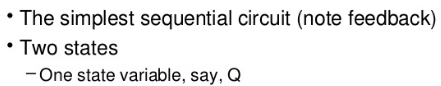 • The simplest sequential circuit (note feedback)
• Two states
– One state variable, say, Q